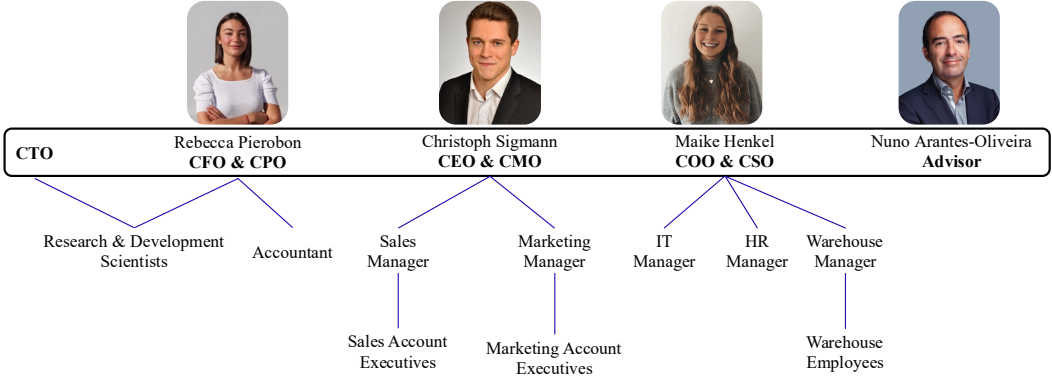 CTO
Rebecca Pierobon
CFO & CPO
Christoph Sigmann
CEO & CMO
Maike Henkel
COO & CSO
Nuno Arantes-Oliveira
Advisor
Research & Development
Scientists
Accountant
Sales
Manager
Marketing
Manager
IT
Manager
HR
Manager
Warehouse
Manager
Sales Account
Executives
Marketing Account
Executives
Warehouse
Employees